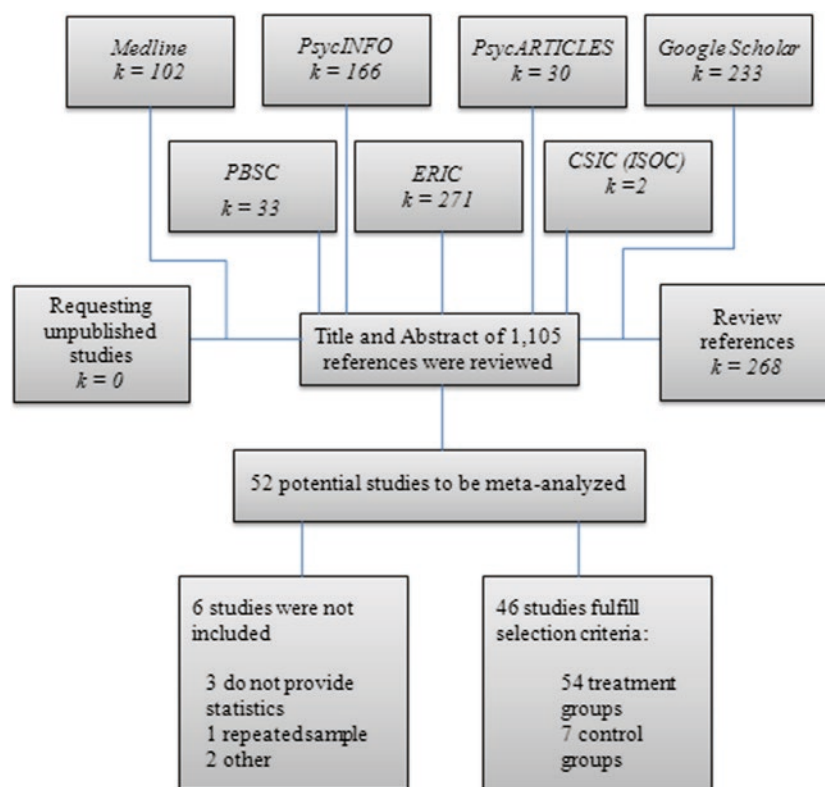 Medline
k = 102
PsycINFO
k = 166
PsycARTICLES
k = 30
Google Scholar
k = 233
PBSC
k = 33
ERIC
k = 271
CSIC (ISOC)
k =2
Requesting
unpublished
studies
k = 0
Title and Abstract of 1,105
references were reviewed
Review
references
k = 268
52 potential studies to be meta-analyzed
6 studies were not
included
3 do not provide
statistics
1 repeated sample
2 other
46 studies fulfill
selection criteria:
54 treatment
groups
7 control
groups